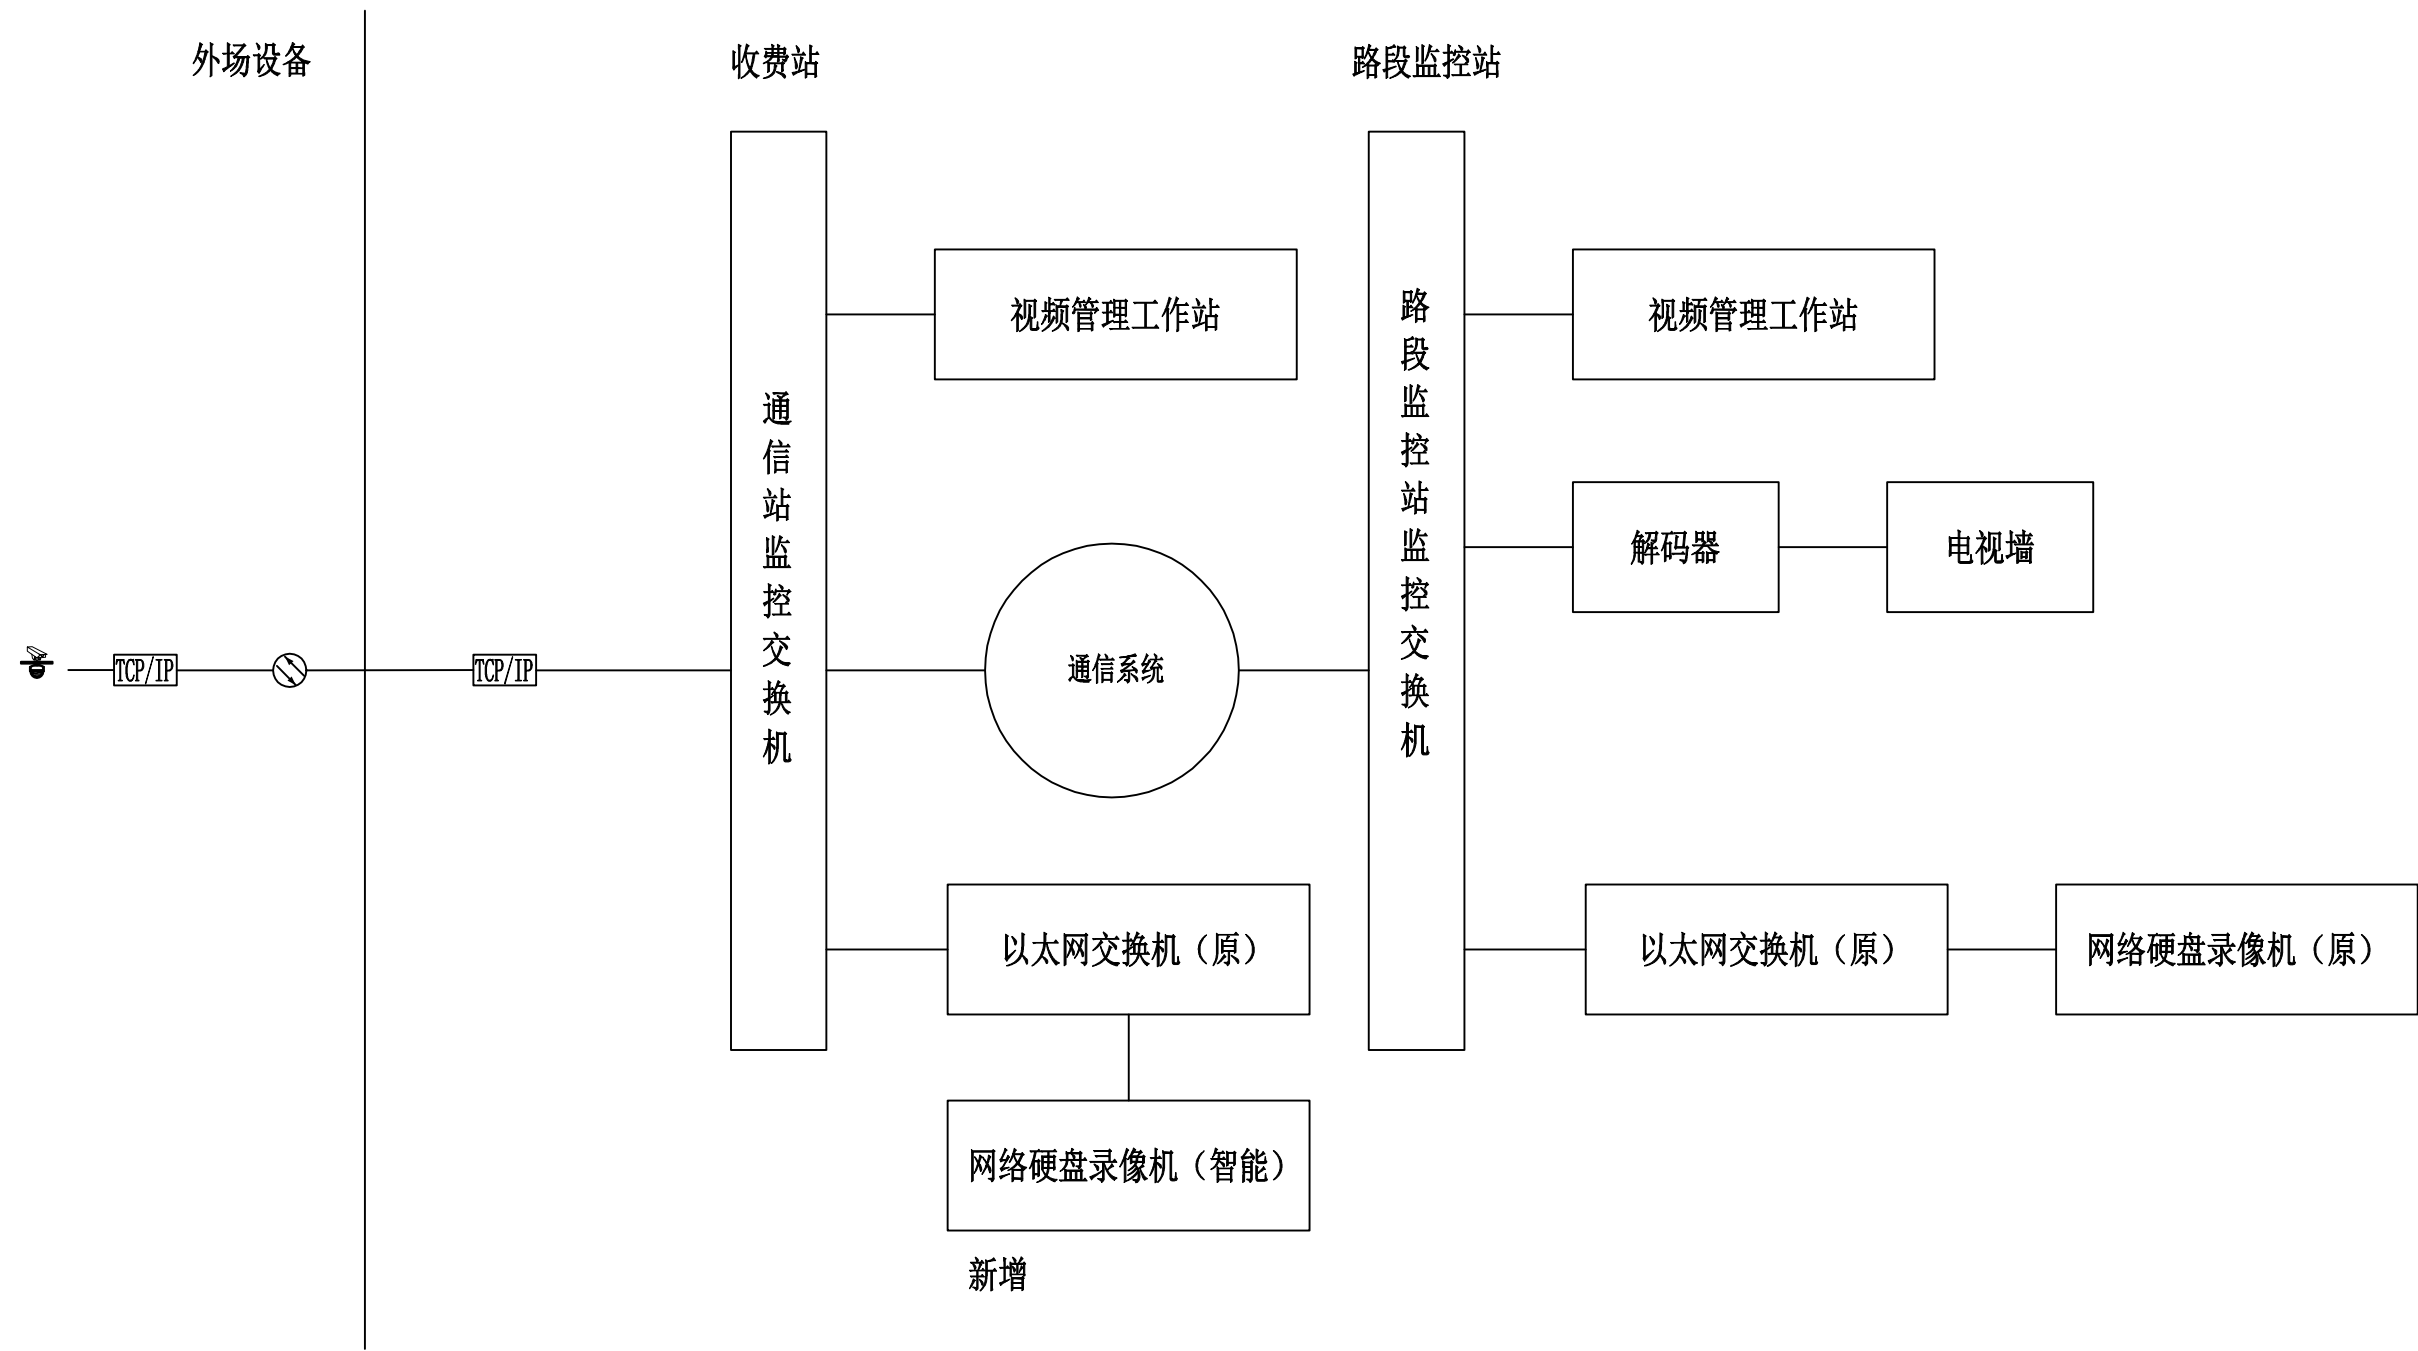 外场设备
收费站
路段监控站
通信站监控交换机
视频管理工作站
路段监控站监控交换机
视频管理工作站
解码器
电视墙
TCP/IP
TCP/IP
通信系统
以太网交换机（原）
以太网交换机（原）
网络硬盘录像机（原）
网络硬盘录像机（智能）
新增